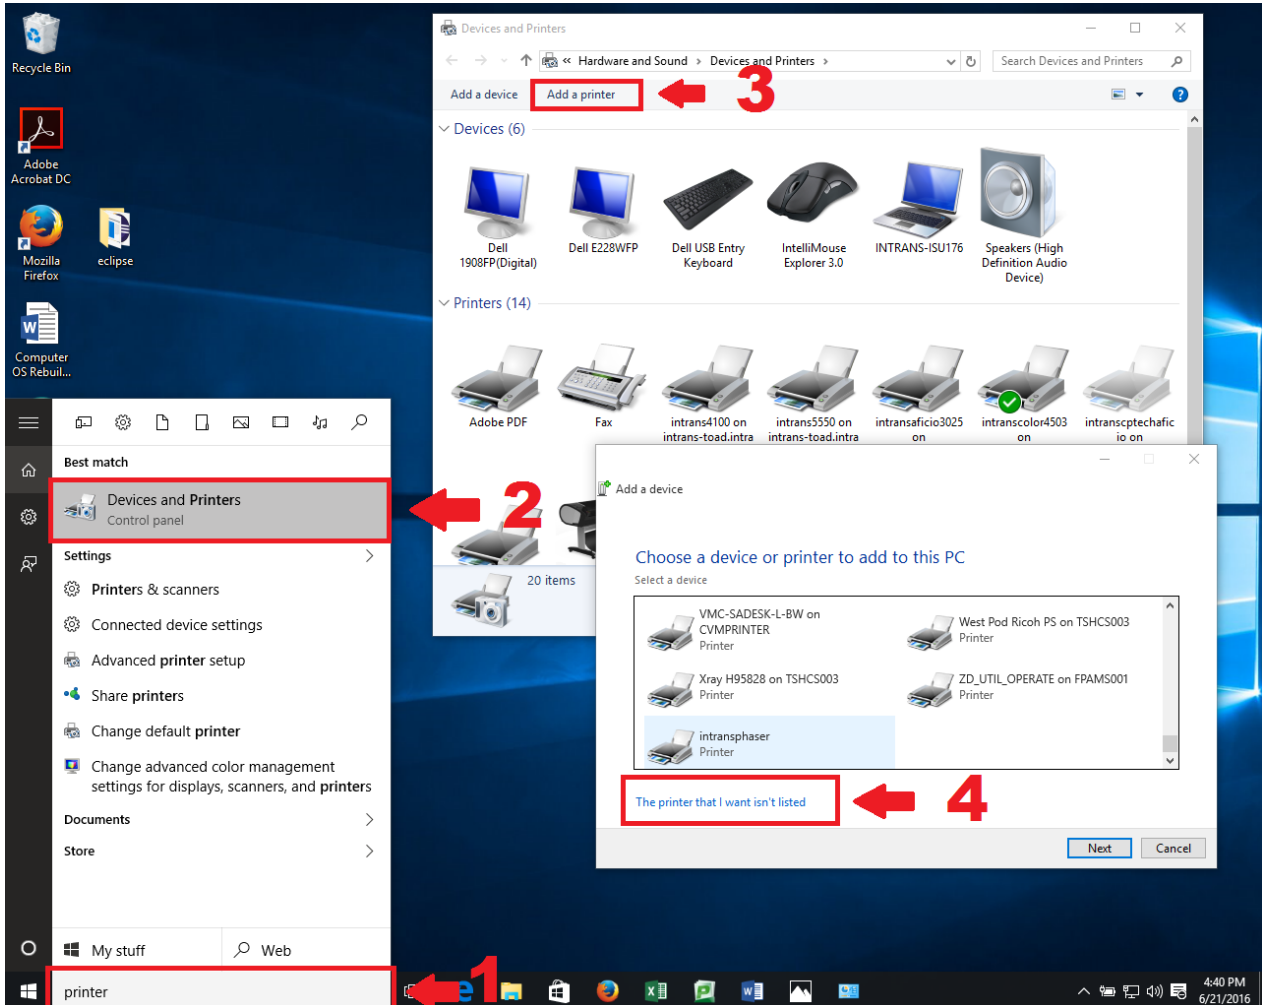 Recycle Bin
Adobe
Acrobat DC
Mozilla
Firefox
eclipse
Computer
OS Rebuil...
Devices and Printers
« Hardware and Sound › Devices and Printers ›
Search Devices and Printers
Add a device
Add a printer
3
Devices (6)
Dell
1908FP(Digital)
Dell E228WFP
Dell USB Entry
Keyboard
IntelliMouse
Explorer 3.0
INTRANS-ISU176
Speakers (High
Definition Audio
Device)
Printers (14)
Adobe PDF
Fax
intrans4100 on
intrans-toad.intra
intrans5550 on
intrans-toad.intra
intransaficio3025
on
intranscolor4503
on
intranscptechafic
io on
20 items
Best match
Devices and Printers
Control panel
2
Settings
Printers & scanners
Connected device settings
Advanced printer setup
Share printers
Change default printer
Change advanced color management
settings for displays, scanners, and printers
Documents
Store
My stuff
Web
printer
1
Add a device
Choose a device or printer to add to this PC
Select a device
VMC-SADESK-L-BW on
CVMPRINTER
Printer
West Pod Ricoh PS on TSHCS003
Printer
Xray H95828 on TSHCS003
Printer
ZD_UTIL_OPERATE on FPAMS001
Printer
intransphaser
Printer
The printer that I want isn't listed
4
Next
Cancel
4:40 PM
6/21/2016